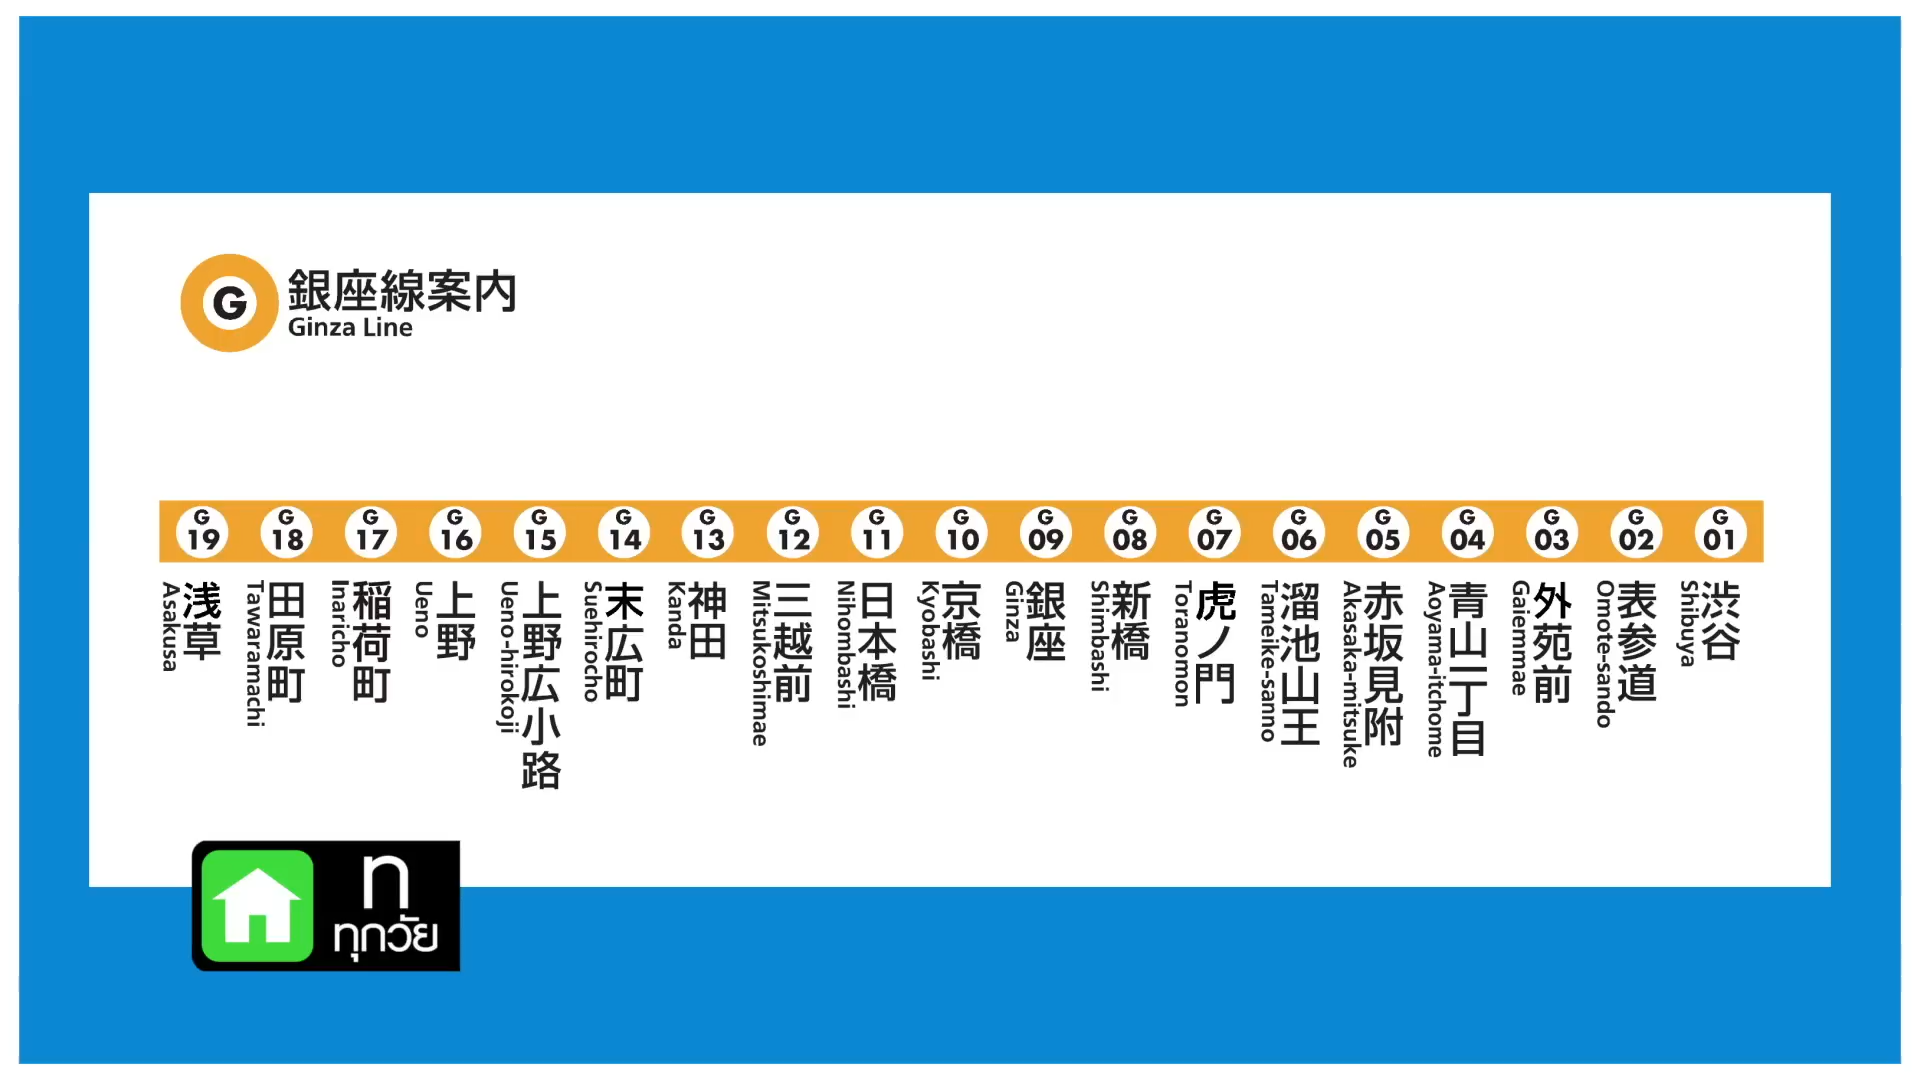 G
銀座線案内
Ginza Line
G 19
浅草
Asakusa
G 18
田原町
Tawaramachi
G 17
稲荷町
Inaricho
G 16
上野
Ueno
G 15
上野広小路
Ueno-hirokoji
G 14
末広町
Suehirocho
G 13
神田
Kanda
G 12
三越前
Mitsukoshimae
G 11
日本橋
Nihombashi
G 10
京橋
Kyobashi
G 09
銀座
Ginza
G 08
新橋
Shimbashi
G 07
虎ノ門
Toranomon
G 06
溜池山王
Tameike-sanno
G 05
赤坂見附
Akasaka-mitsuke
G 04
青山一丁目
Aoyama-itchome
G 03
外苑前
Gaiemmae
G 02
表参道
Omote-sando
G 01
渋谷
Shibuya
ท
ทุกวัย